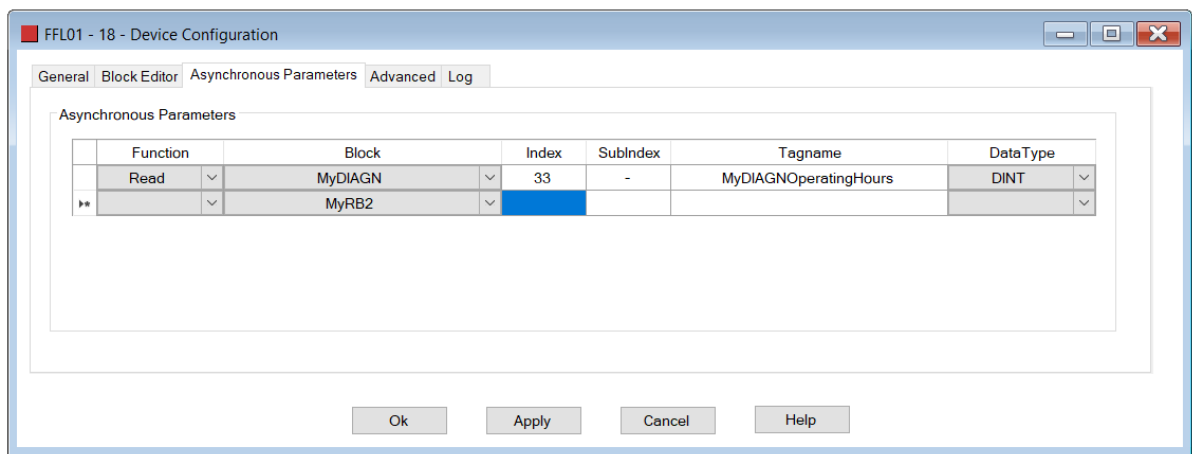 FFL01 - 18 - Device Configuration
General Block Editor Asynchronous Parameters Advanced Log
Asynchronous Parameters
Function Block Index SubIndex Tagname DataType
Read MyDIAGN 33 - MyDIAGNOperatingHours DINT
MyRB2
Ok Apply Cancel Help